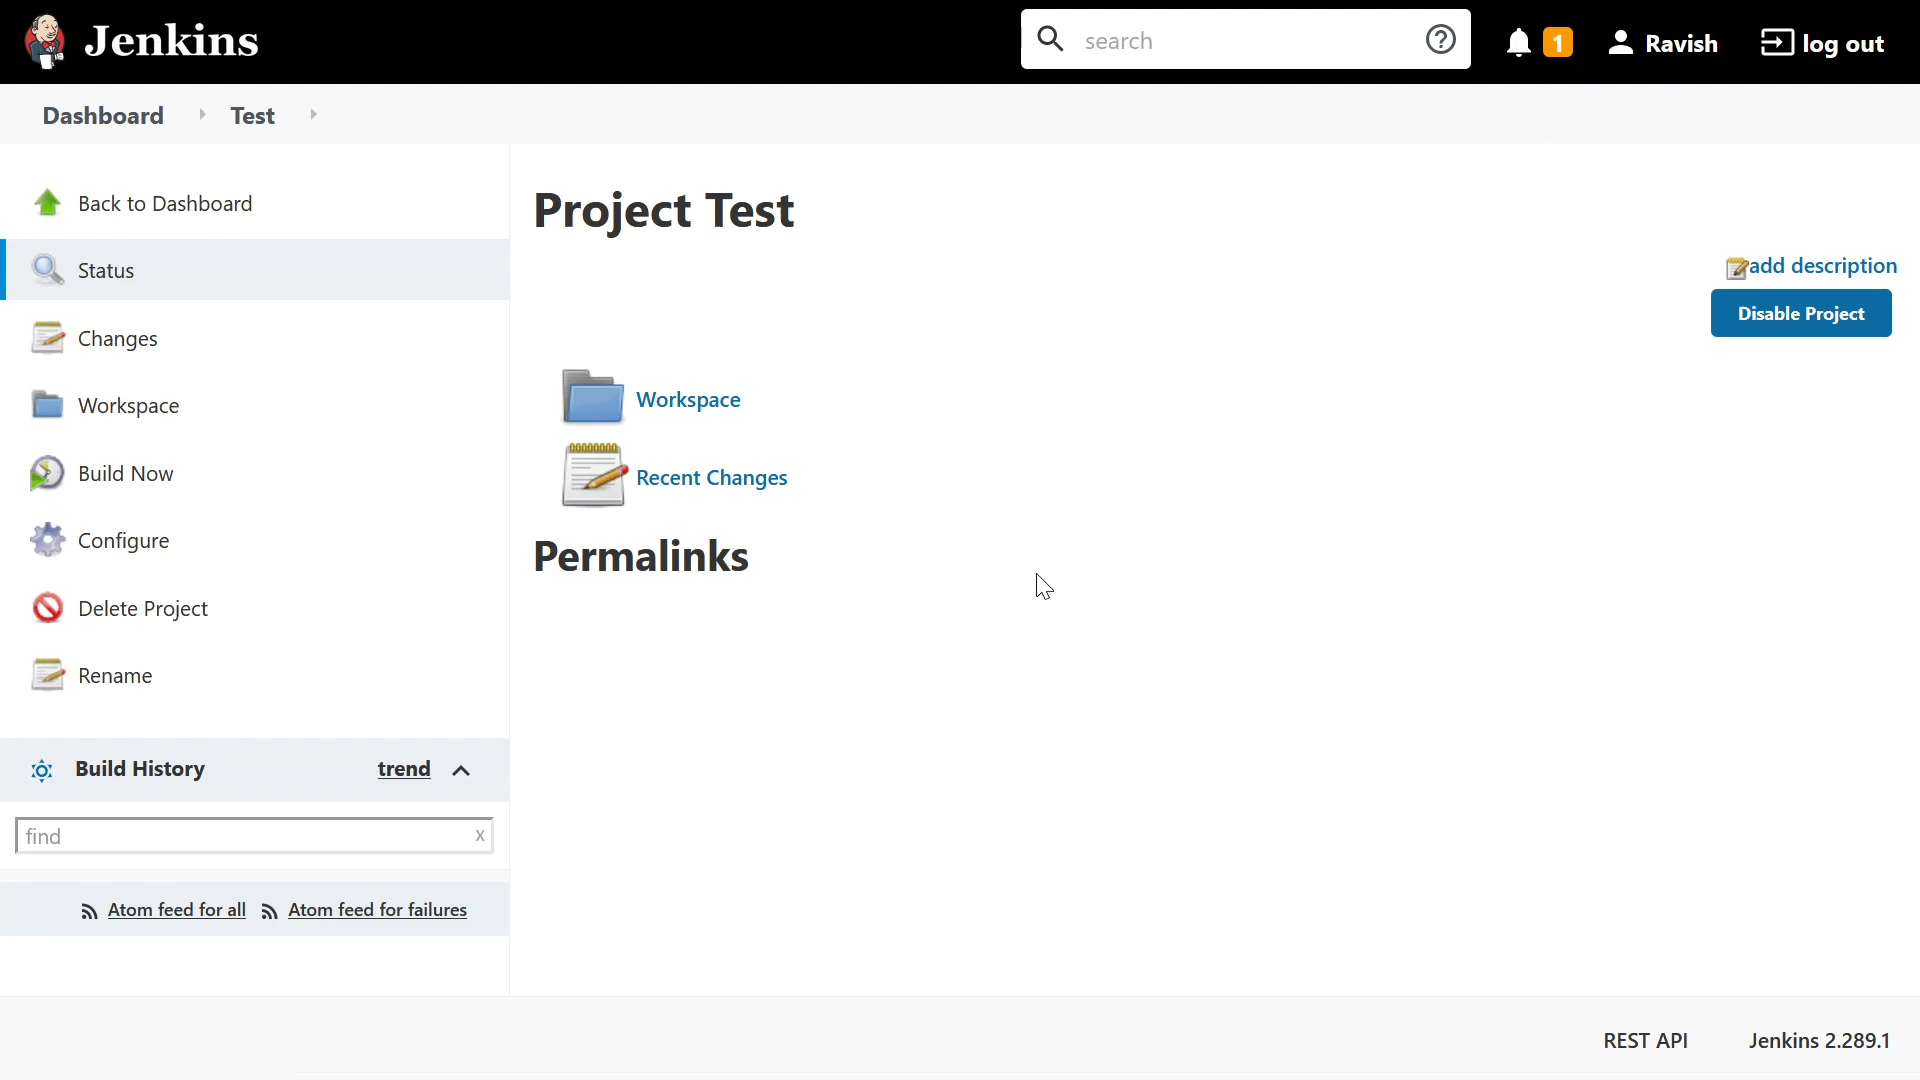 Jenkins
search
1
Ravish
log out
Dashboard
Test
Back to Dashboard
Status
Changes
Workspace
Build Now
Configure
Delete Project
Rename
Build History
trend
find
x
Atom feed for all
Atom feed for failures
Project Test
add description
Disable Project
Workspace
Recent Changes
Permalinks
REST API
Jenkins 2.289.1